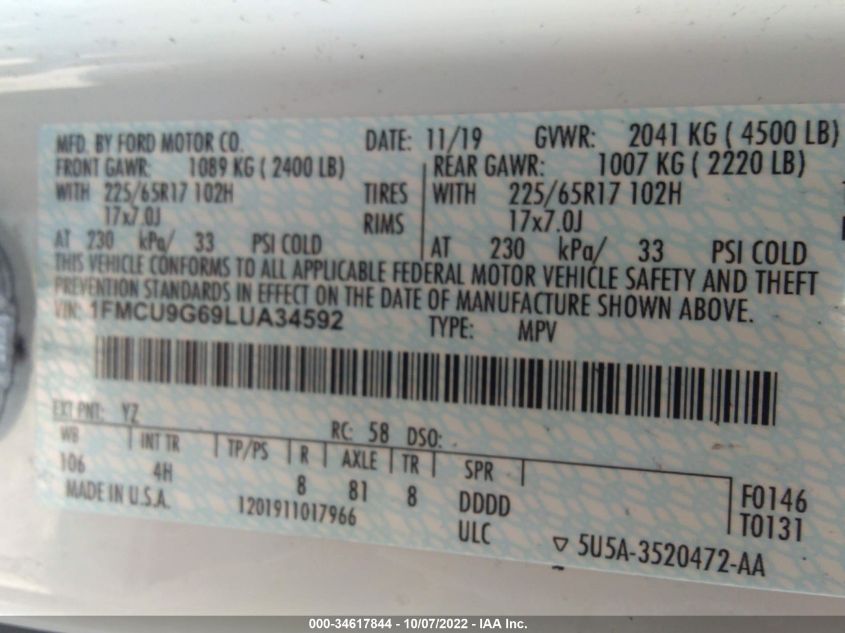 MFD. BY FORD MOTOR CO. DATE: 11/19 GVWR: 2041 KG ( 4500 LB)
FRONT GAWR: 1089 KG ( 2400 LB) REAR GAWR: 1007 KG ( 2220 LB)
WITH 225/65R17 102H TIRES WITH 225/65R17 102H
17x7.0J RIMS 17x7.0J
AT 230 kPa/ 33 PSI COLD AT 230 kPa/ 33 PSI COLD
THIS VEHICLE CONFORMS TO ALL APPLICABLE FEDERAL MOTOR VEHICLE SAFETY AND THEFT
PREVENTION STANDARDS IN EFFECT ON THE DATE OF MANUFACTURE SHOWN ABOVE.
VIN: 1FMCU9G69LUA34592 TYPE: MPV
EXT PNT: YZ RC: 58 DSO:
WB INT TR TP/PS R AXLE TR SPR
106 4H 8 81 8 DDDD F0146
MADE IN U.S.A. 1201911017966 ULC T0131
5U5A-3520472-AA
000-34617844 - 10/07/2022 - IAA Inc.